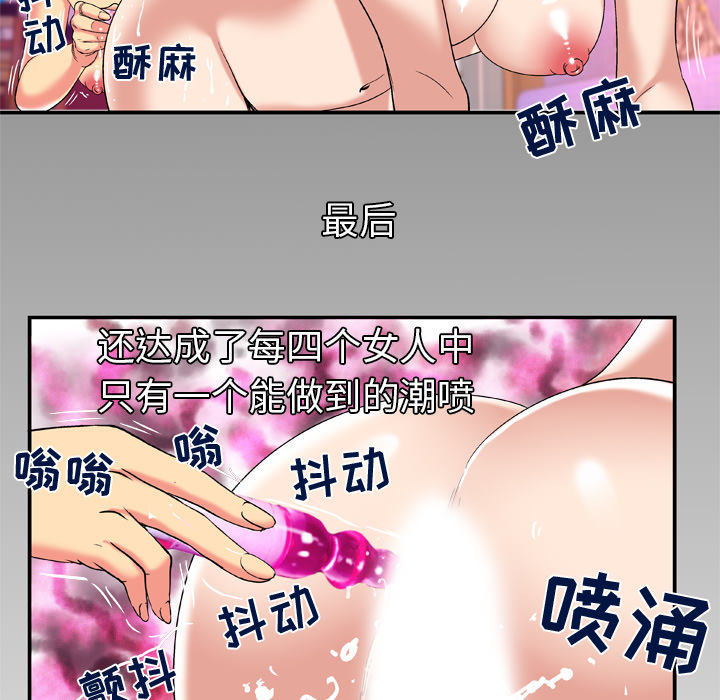 抖动
酥麻
酥麻
最后
还达成了每四个女人中
只有一个能做到的潮喷
嗡嗡
嗡
抖动
抖动
喷涌
颤抖